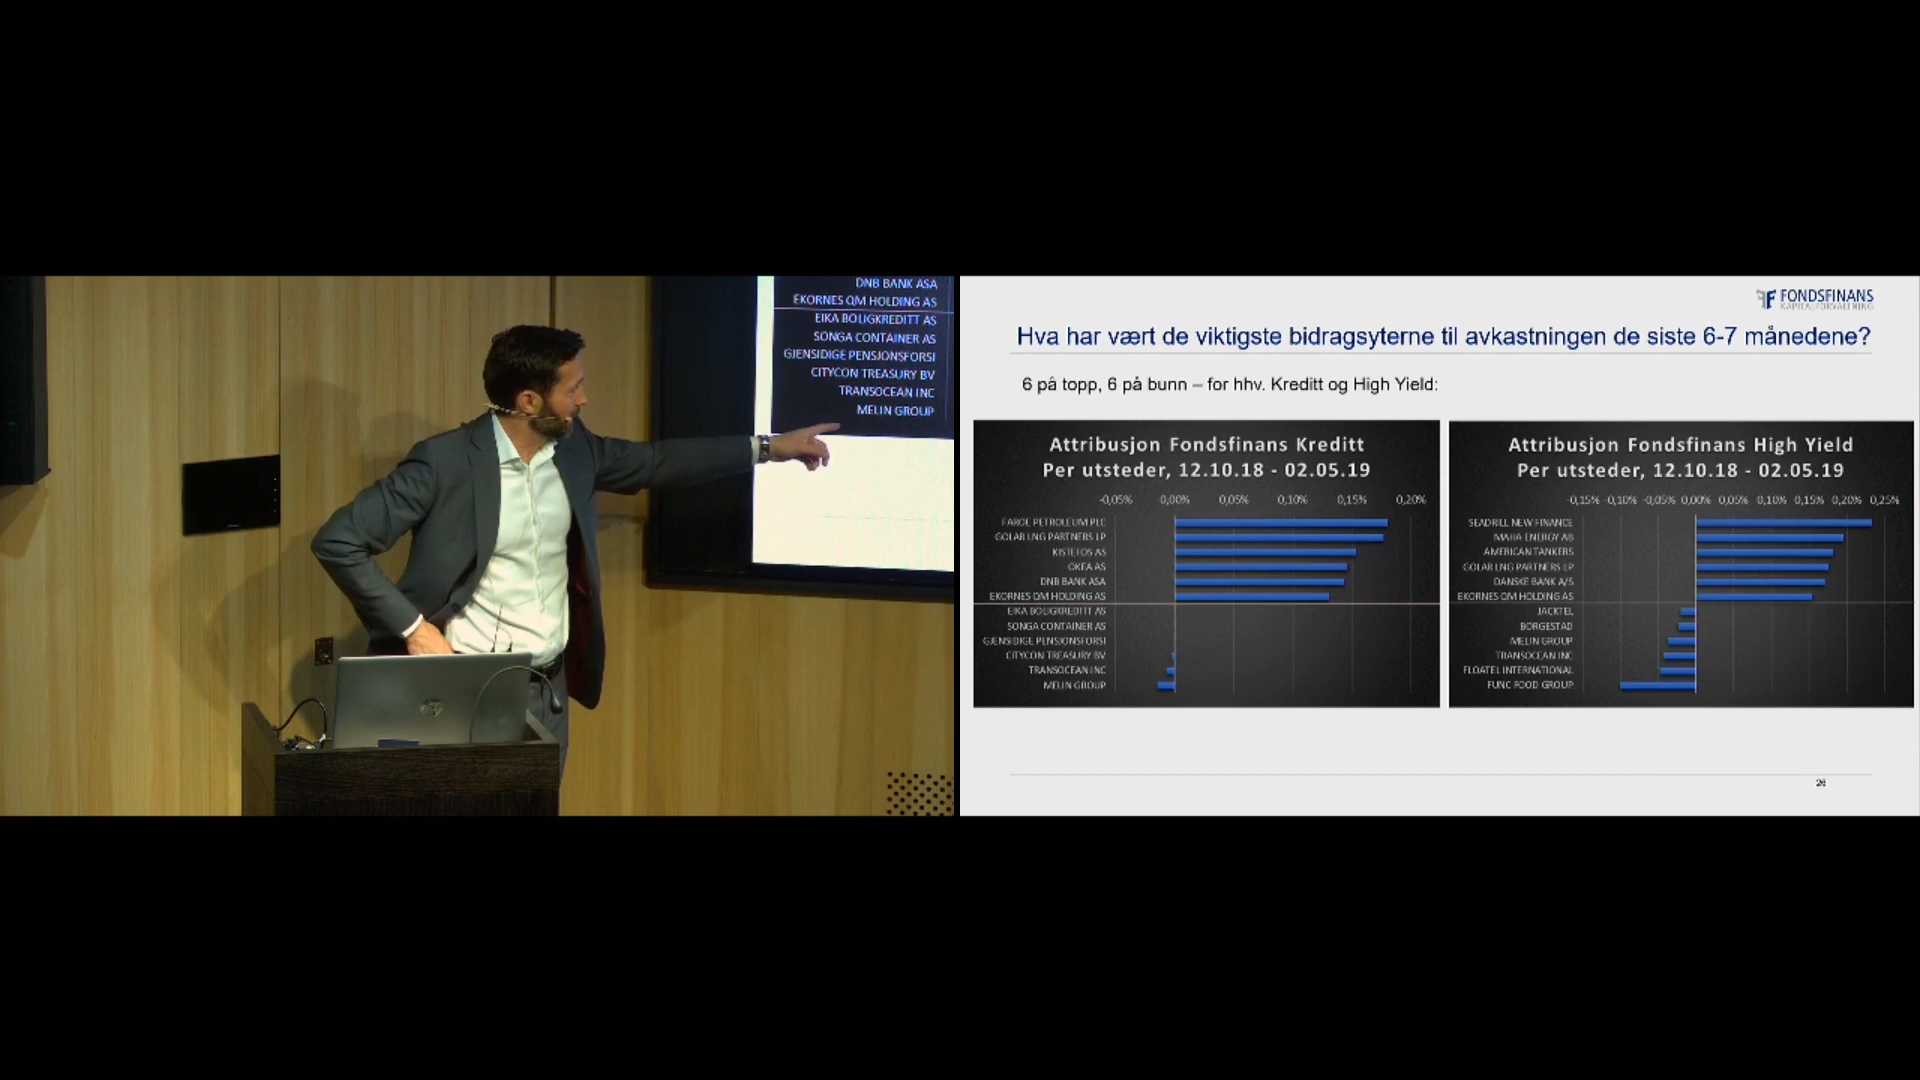 DNB BANK ASA
EKORNES QM HOLDING AS
EIKA BOLIGKREDITT AS
SONGA CONTAINER AS
GJENSIDIGE PENSJONSFORSI
CITYCON TREASURY BV
TRANSOCEAN INC
MELIN GROUP
FONDSFINANS
KAPITALFORVALTNING
Hva har vært de viktigste bidragsyterne til avkastningen de siste 6-7 månedene?
6 på topp, 6 på bunn – for hhv. Kreditt og High Yield:
Attribusjon Fondsfinans Kreditt
Per utsteder, 12.10.18 - 02.05.19
-0,05% 0,00% 0,05% 0,10% 0,15% 0,20%
FAROE PETROLEUM PLC
GOLAR LNG PARTNERS LP
KISTEFOS AS
OKEA AS
DNB BANK ASA
EKORNES QM HOLDING AS
EIKA BOLIGKREDITT AS
SONGA CONTAINER AS
GJENSIDIGE PENSJONSFORSI
CITYCON TREASURY BV
TRANSOCEAN INC
MELIN GROUP
Attribusjon Fondsfinans High Yield
Per utsteder, 12.10.18 - 02.05.19
-0,15% -0,10% -0,05% 0,00% 0,05% 0,10% 0,15% 0,20% 0,25%
SEADRILL NEW FINANCE
MAHA ENERGY AB
AMERICAN TANKERS
GOLAR LNG PARTNERS LP
DANSKE BANK A/S
EKORNES QM HOLDING AS
JACKTEL
BORGESTAD
MELIN GROUP
TRANSOCEAN INC
FLOATEL INTERNATIONAL
FUNC FOOD GROUP
26